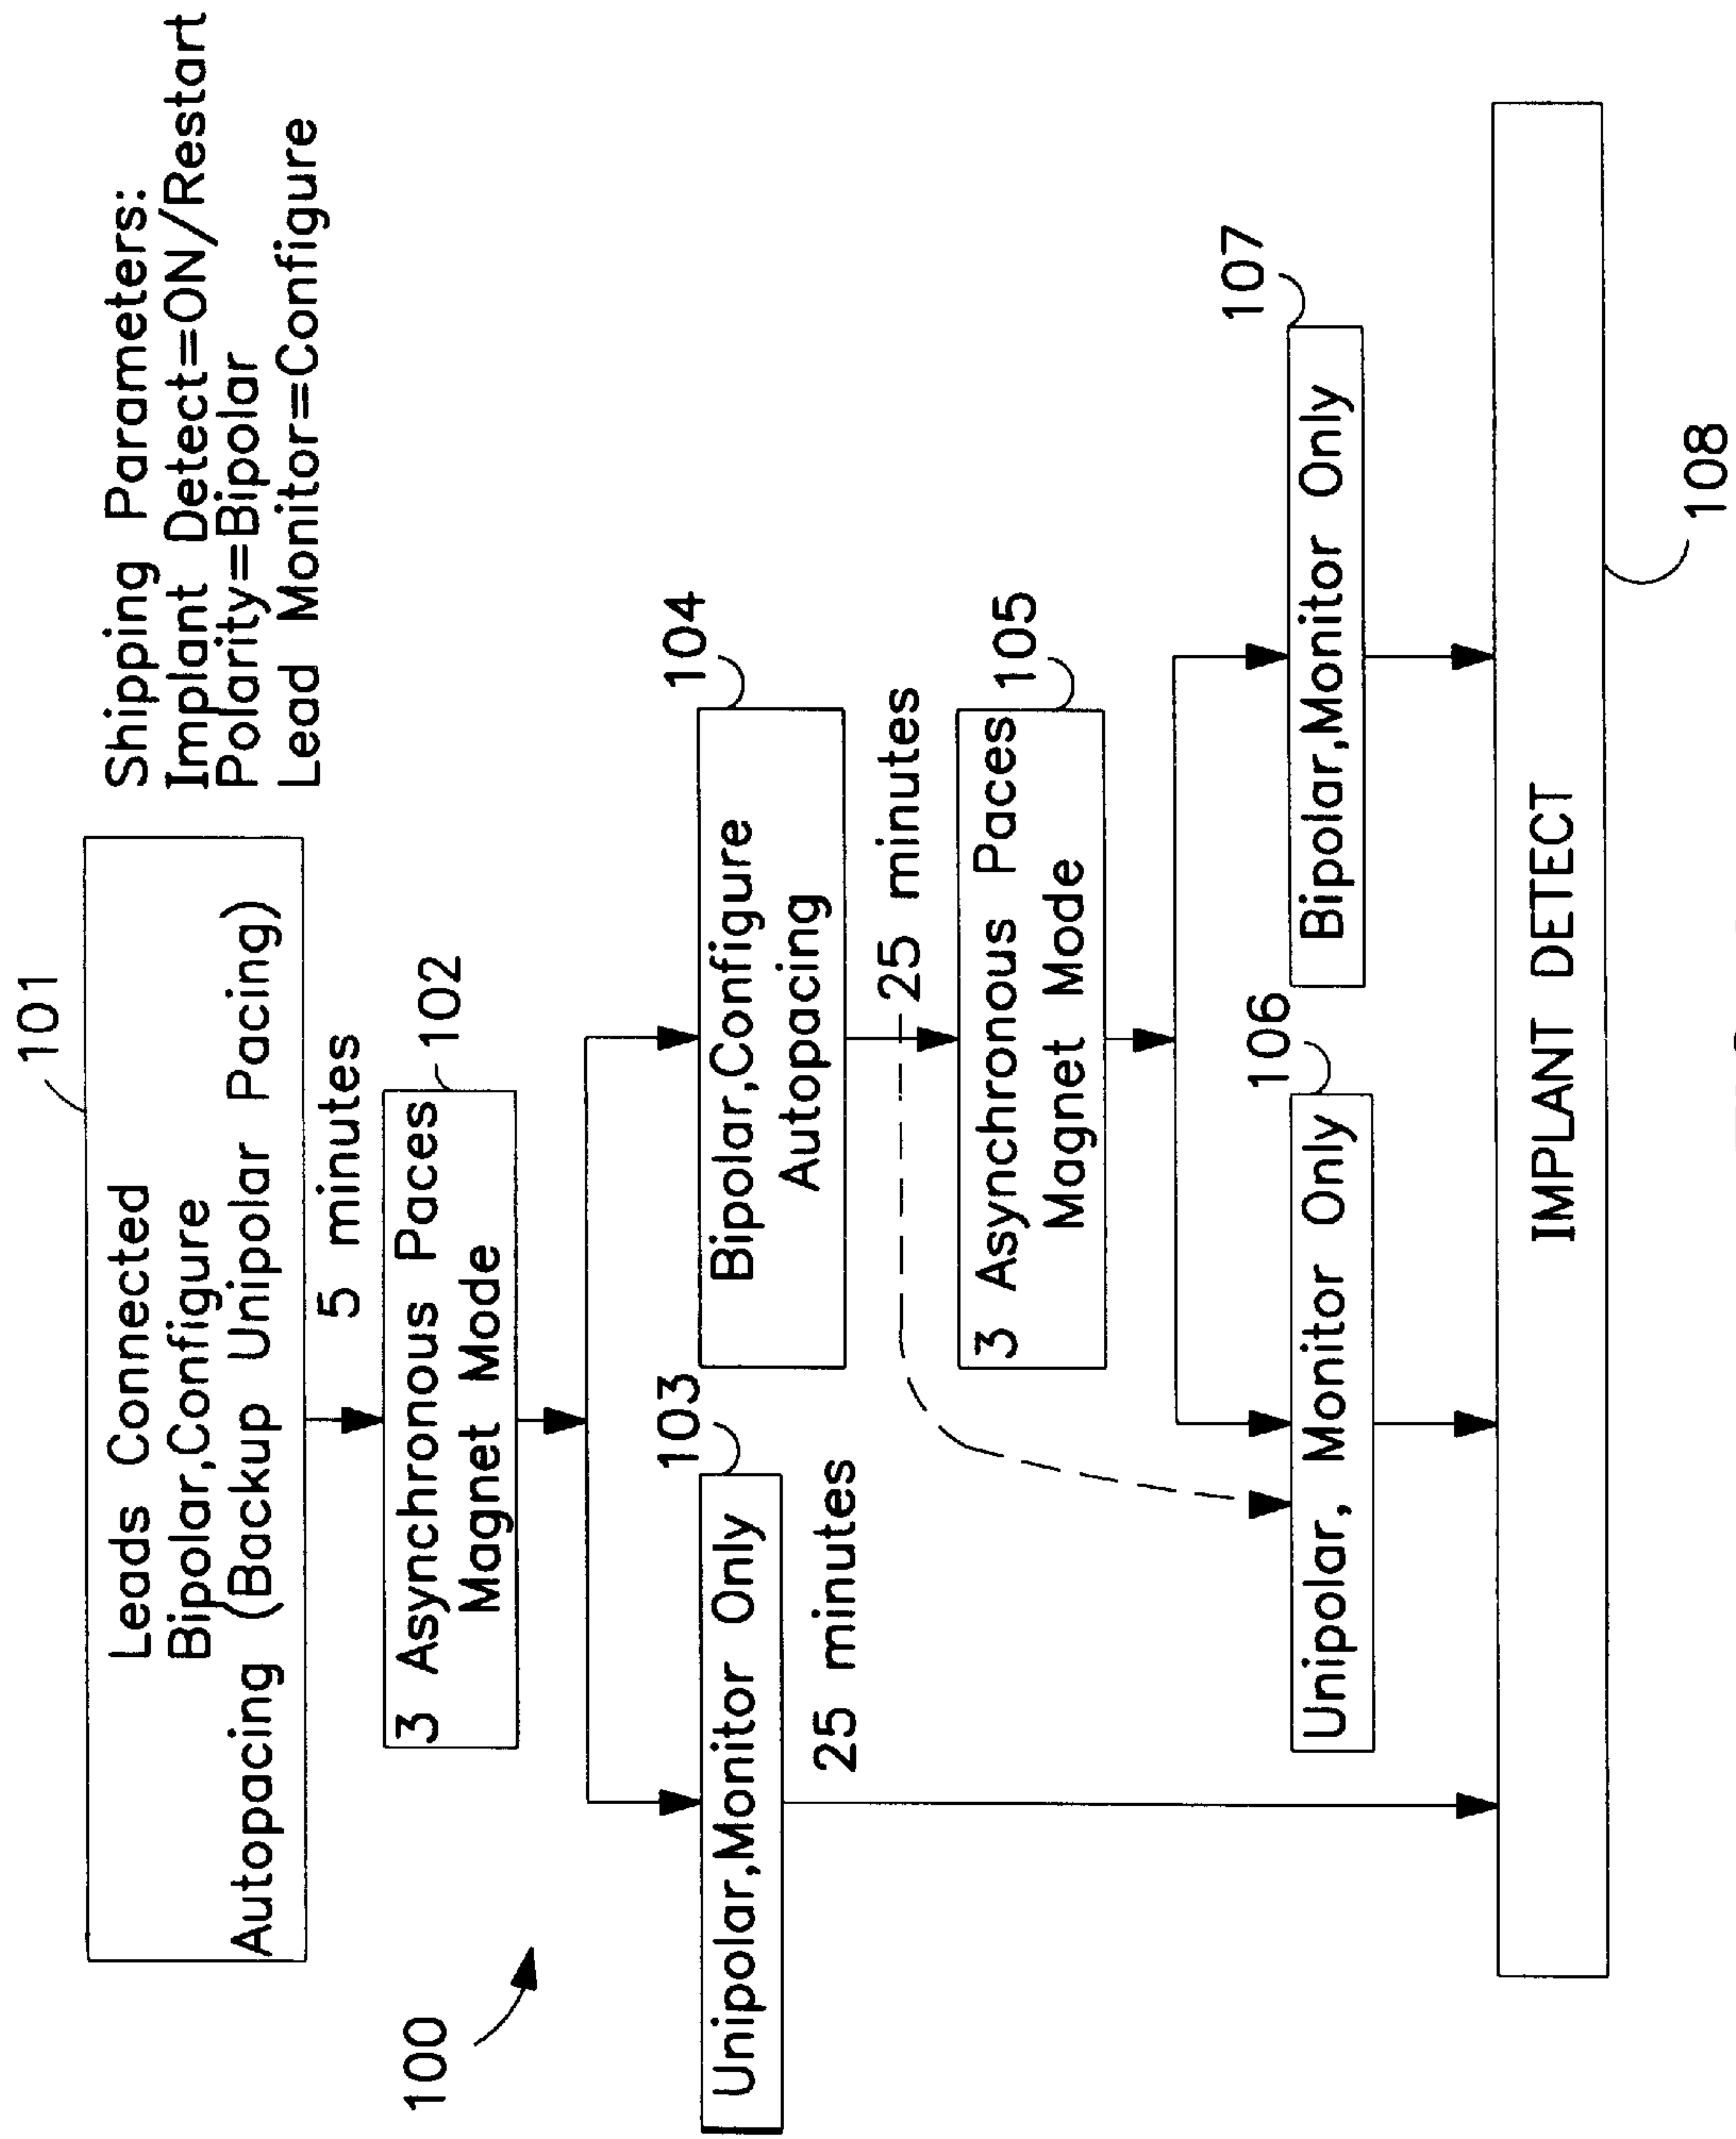 101
Leads Connected
Bipolar,Configure
Autopacing (Backup Unipolar Pacing)
Shipping Parameters:
Implant Detect=ON/Restart
Polarity=Bipolar
Lead Monitor=Configure
5 minutes
102
3 Asynchronous Paces
Magnet Mode
100
103
Unipolar,Monitor Only
25 minutes
104
Bipolar,Configure
Autopacing
25 minutes
105
3 Asynchronous Paces
Magnet Mode
106
Unipolar, Monitor Only
107
Bipolar,Monitor Only
IMPLANT DETECT
108